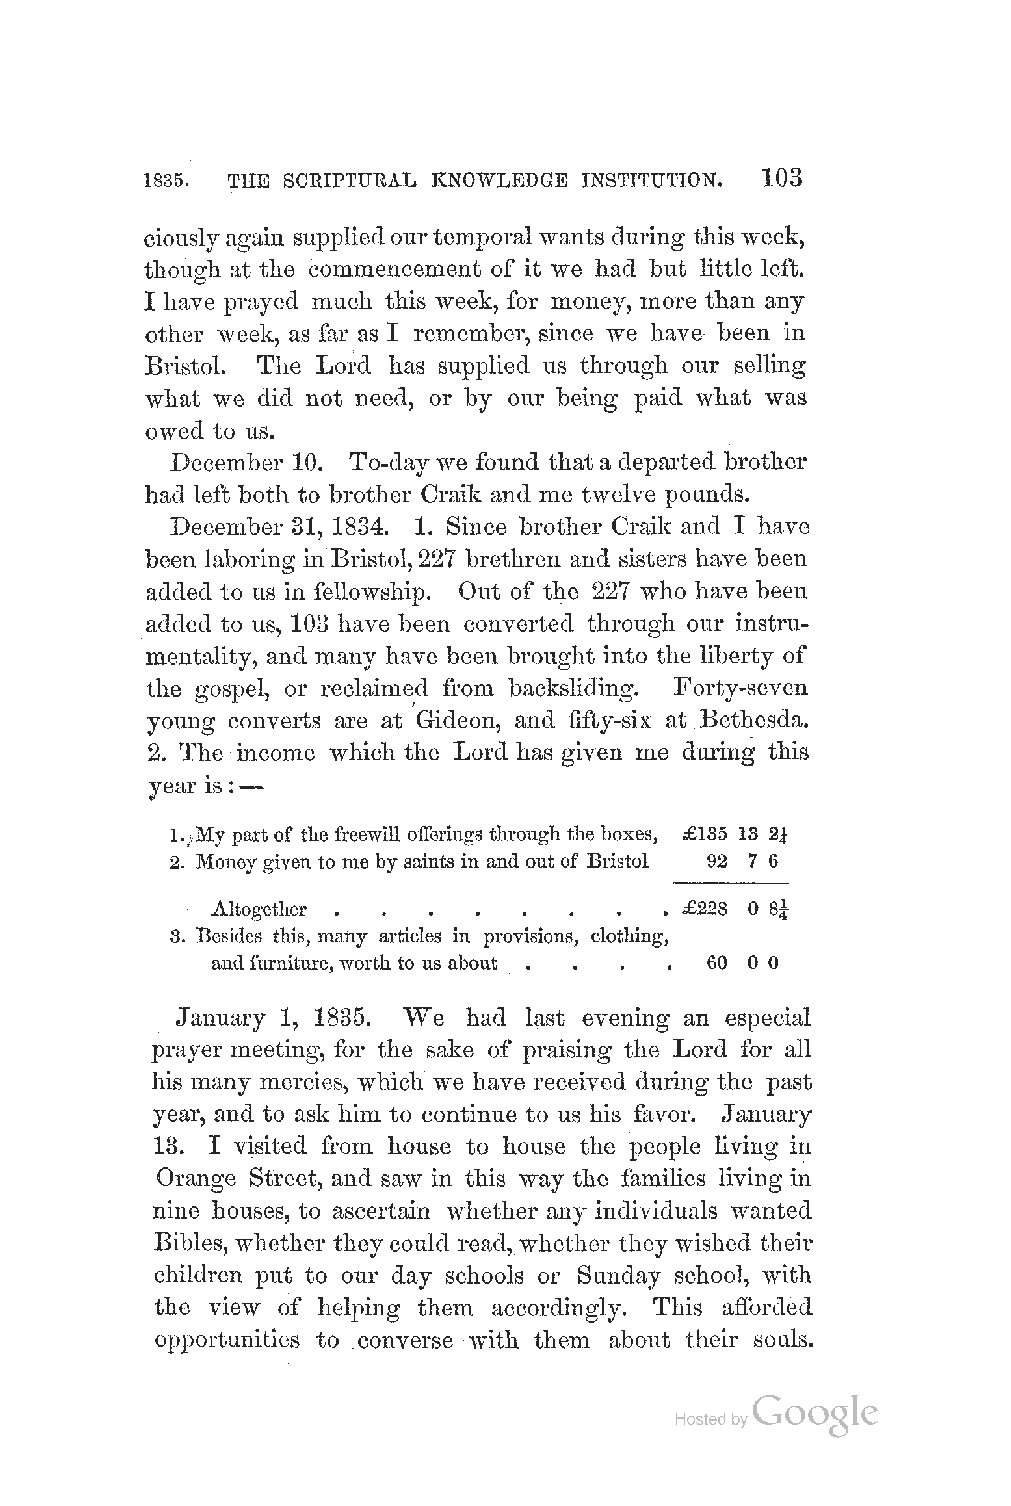 1835. THE SCRIPTURAL KNOWLEDGE INSTITUTION. 103
ciously again supplied our temporal wants during this week,
though at the commencement of it we had but little left.
I have prayed much this week, for money, more than any
other week, as far as I remember, since we have been in
Bristol. The Lord has supplied us through our selling
what we did not need, or by our being paid what was
owed to us.
December 10. To-day we found that a departed brother
had left both to brother Craik and me twelve pounds.
December 31, 1834. 1. Since brother Craik and I have
been laboring in Bristol, 227 brethren and sisters have been
added to us in fellowship. Out of the 227 who have been
added to us, 103 have been converted through our instru-
mentality, and many have been brought into the liberty of
the gospel, or reclaimed from backsliding. Forty-seven
young converts are at Gideon, and fifty-six at Bethesda.
2. The income which the Lord has given me during this
year is:—
1. My part of the freewill offerings through the boxes, £135 13 2¼
2. Money given to me by saints in and out of Bristol 92 7 6
Altogether . . . . . . . . £228 0 8¼
3. Besides this, many articles in provisions, clothing,
and furniture, worth to us about . . . . 60 0 0
January 1, 1835. We had last evening an especial
prayer meeting, for the sake of praising the Lord for all
his many mercies, which we have received during the past
year, and to ask him to continue to us his favor. January
13. I visited from house to house the people living in
Orange Street, and saw in this way the families living in
nine houses, to ascertain whether any individuals wanted
Bibles, whether they could read, whether they wished their
children put to our day schools or Sunday school, with
the view of helping them accordingly. This afforded
opportunities to converse with them about their souls.
Hosted by Google